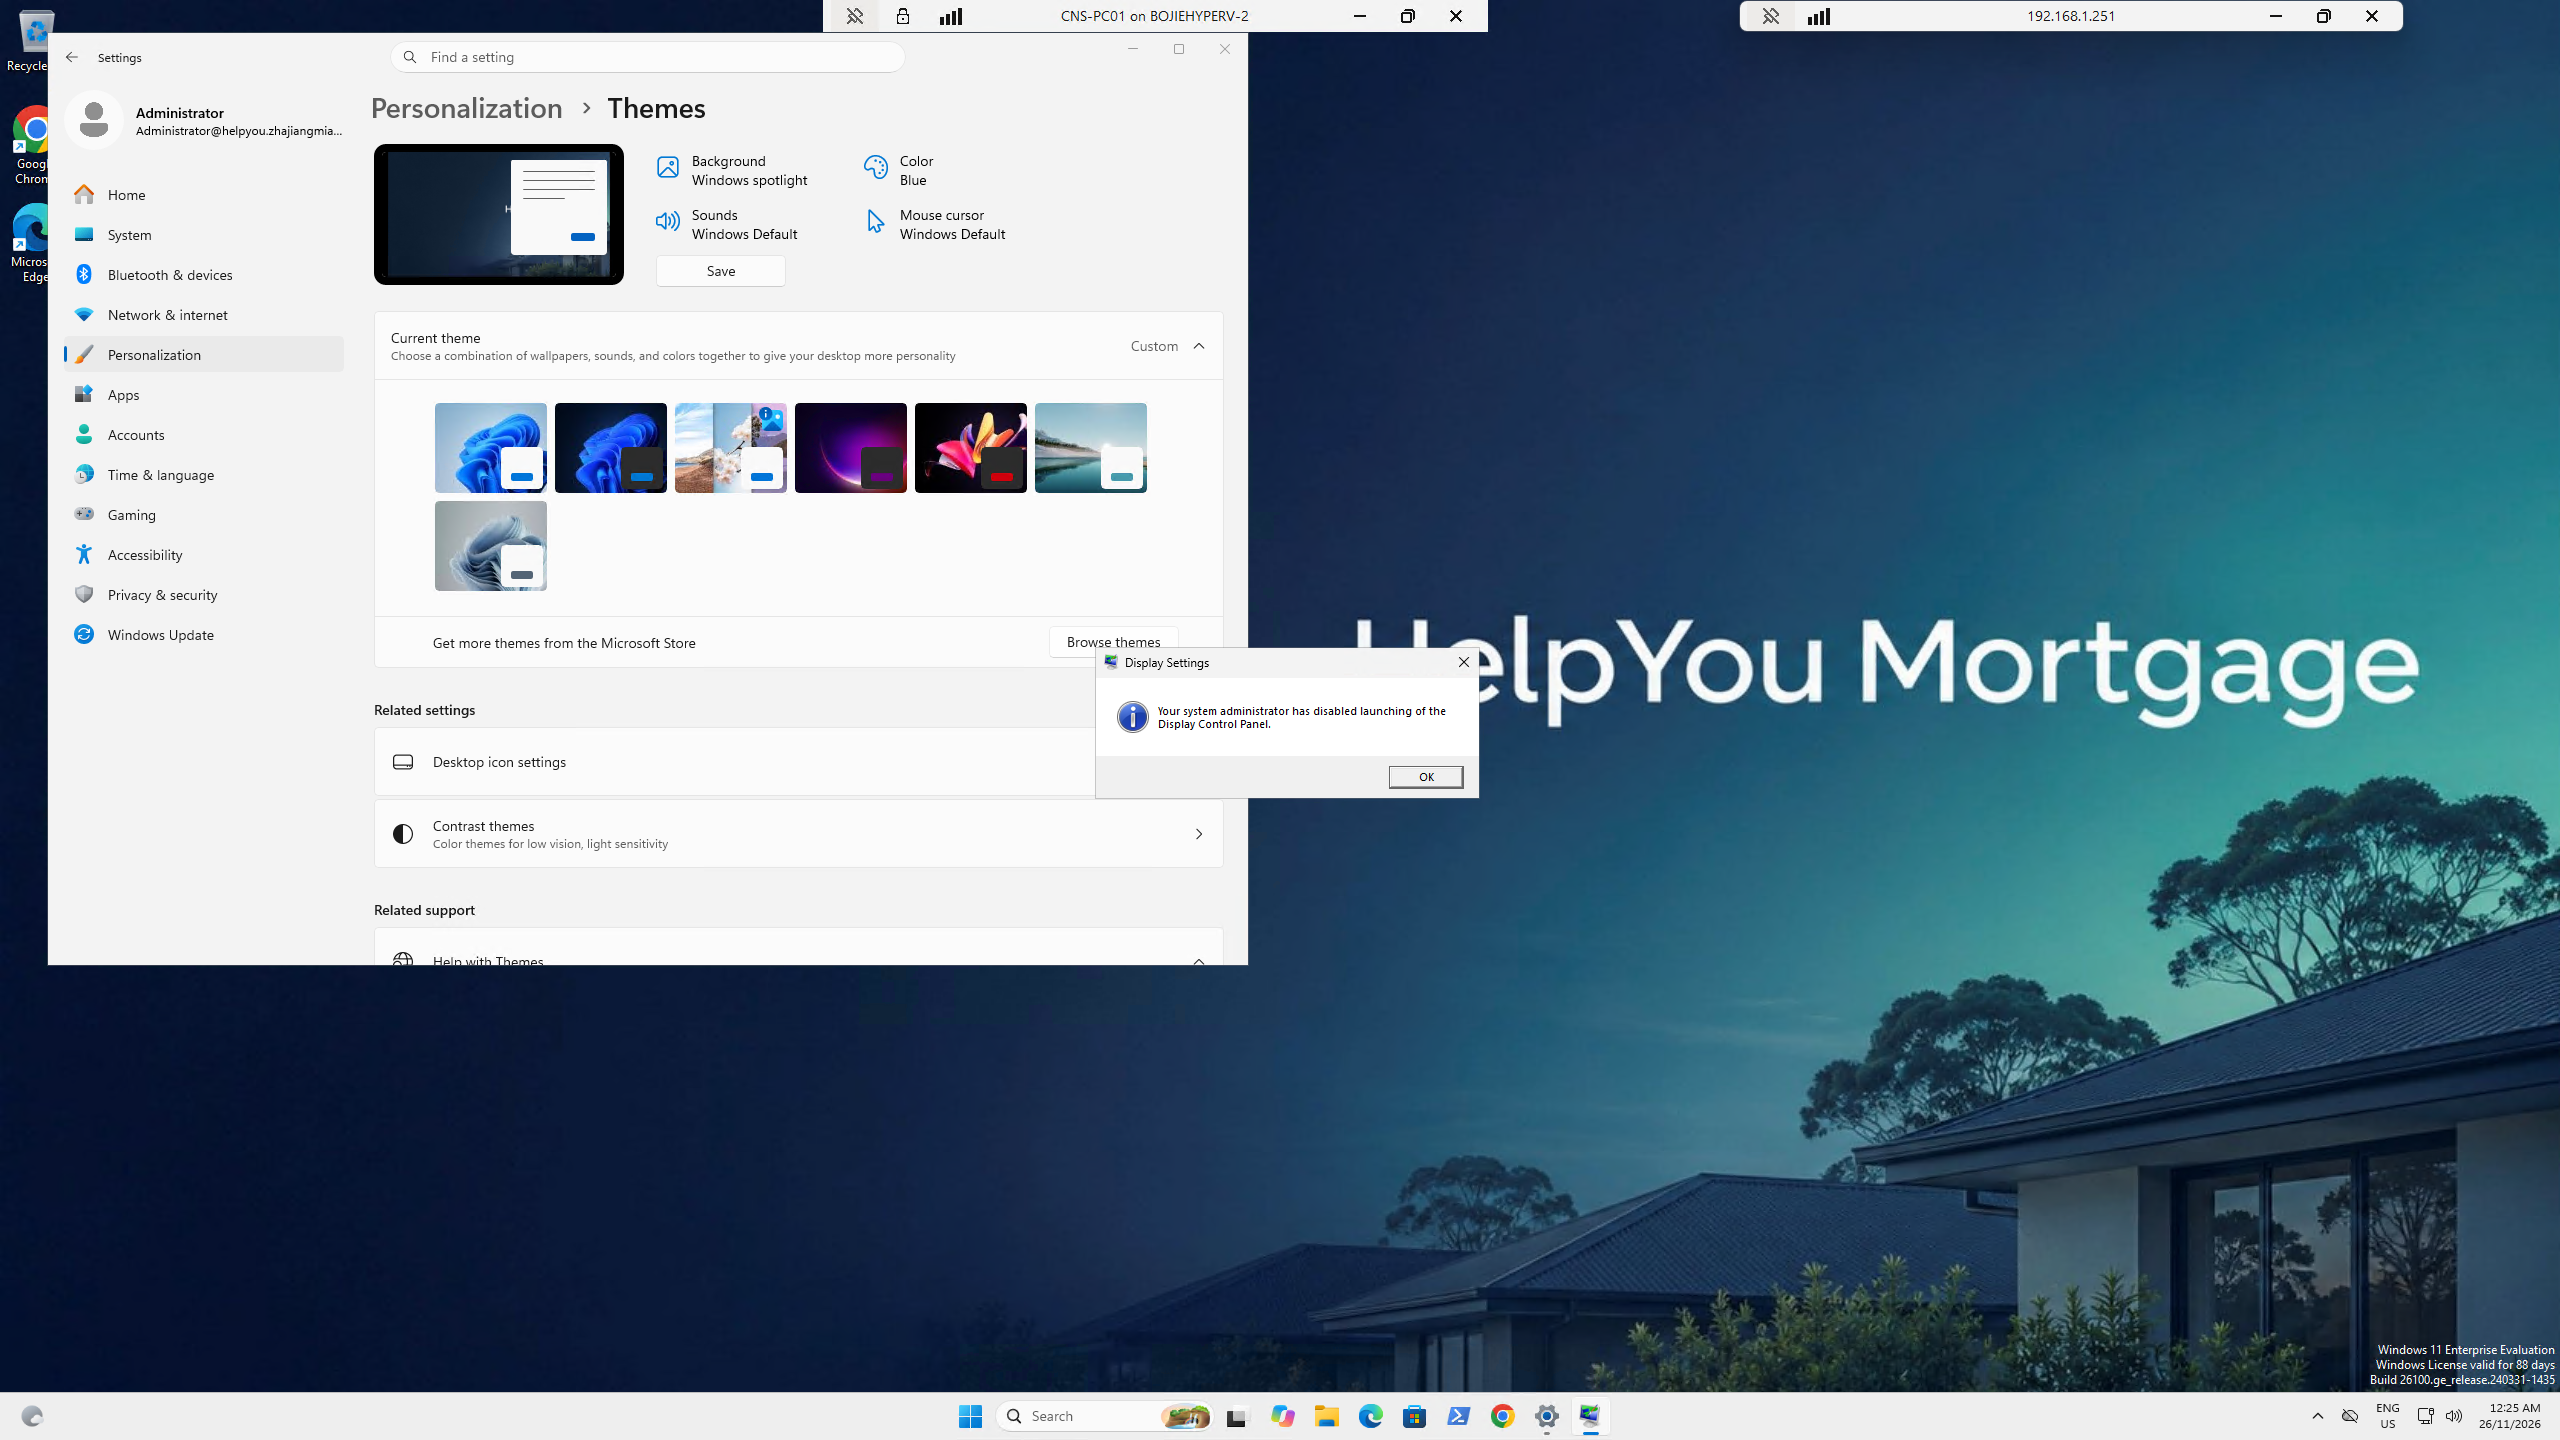 CNS-PC01 on BOJIEHYPERV-2
192.168.1.251
Recycle
Google
Chrom
Micros
Edge
Settings
Find a setting
Administrator
Administrator@helpyou.zhajiangmia...
Home
System
Bluetooth & devices
Network & internet
Personalization
Apps
Accounts
Time & language
Gaming
Accessibility
Privacy & security
Windows Update
Personalization > Themes
Background
Windows spotlight
Color
Blue
Sounds
Windows Default
Mouse cursor
Windows Default
Save
Current theme
Choose a combination of wallpapers, sounds, and colors together to give your desktop more personality
Custom
Get more themes from the Microsoft Store
Browse themes
Related settings
Desktop icon settings
Contrast themes
Color themes for low vision, light sensitivity
Related support
Help with Themes
Display Settings
Your system administrator has disabled launching of the
Display Control Panel.
OK
HelpYou Mortgage
Windows 11 Enterprise Evaluation
Windows License valid for 88 days
Build 26100.ge_release.240331-1435
Search
ENG
US
12:25 AM
26/11/2026